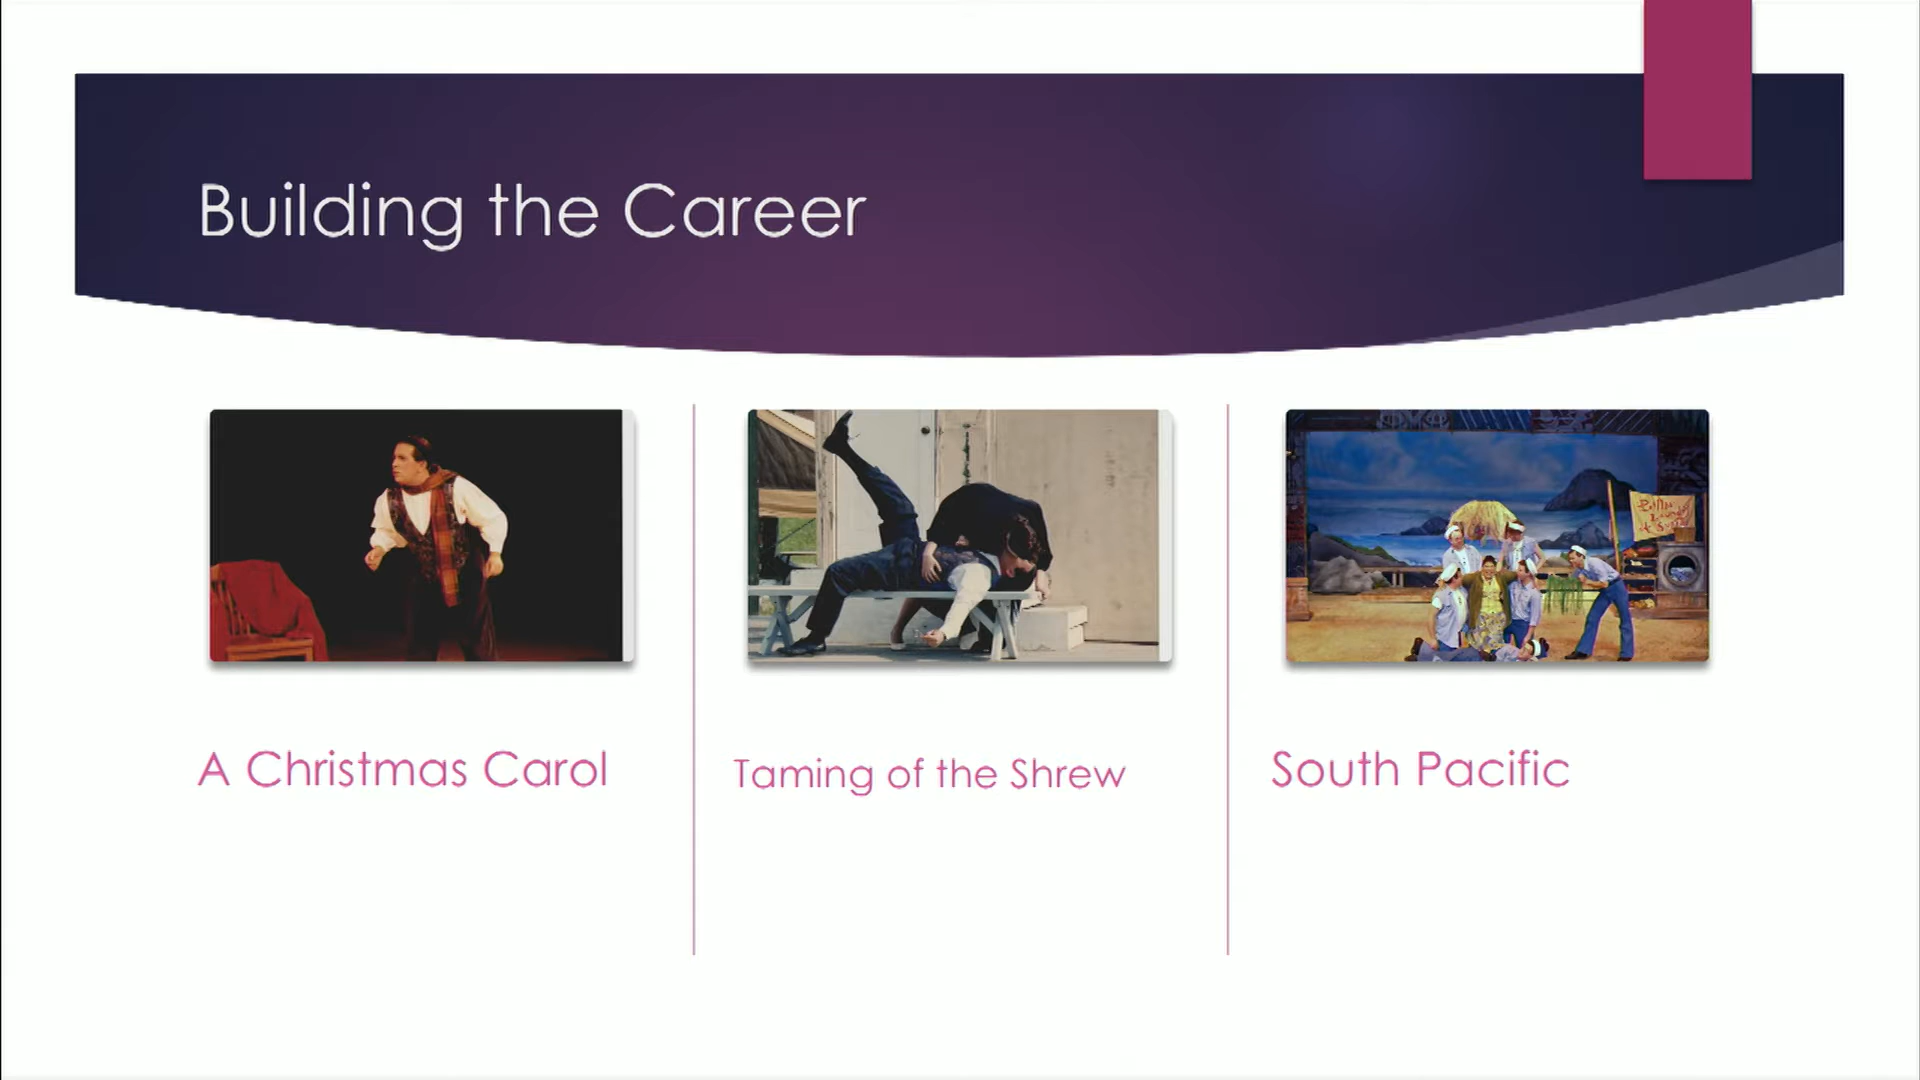 Building the Career
A Christmas Carol
Taming of the Shrew
South Pacific